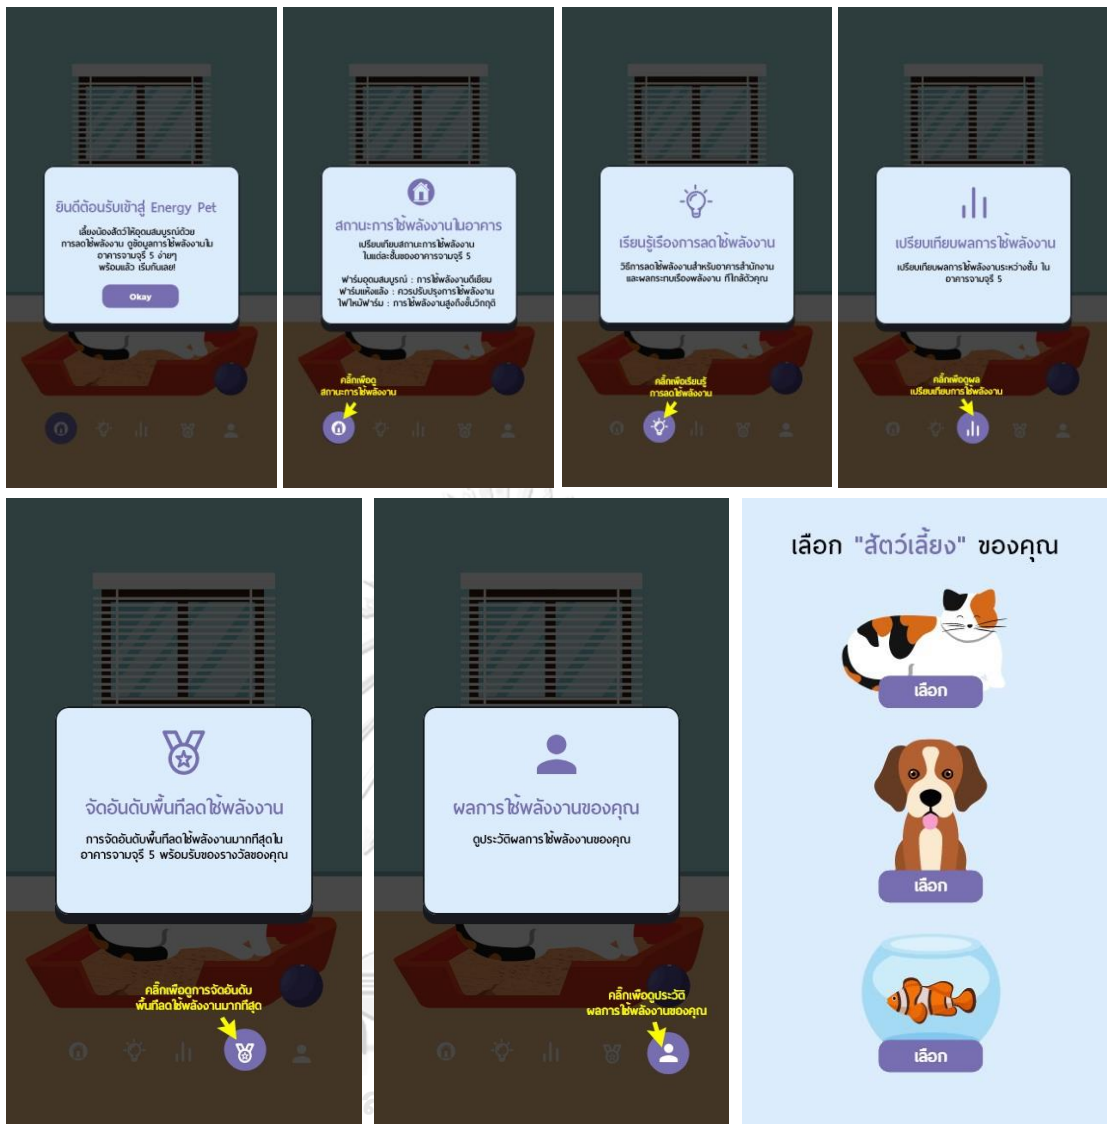 ยินดีต้อนรับเข้าสู่ Energy Pet
เลี้ยงน้องสัตว์ให้อุดมสมบูรณ์ด้วย
การลดใช้พลังงาน ดูข้อมูลการใช้พลังงานใน
อาคารจามจุรี 5 ง่ายๆ
พร้อมแล้ว เริ่มกันเลย!
Okay
สถานะการใช้พลังงานในอาคาร
เปรียบเทียบสถานะการใช้พลังงาน
ในแต่ละชั้นของอาคารจามจุรี 5
ฟาร์มอุดมสมบูรณ์ : การใช้พลังงานดีเยี่ยม
ฟาร์มแห้งแล้ง : ควรปรับปรุงการใช้พลังงาน
ไฟไหม้ฟาร์ม : การใช้พลังงานสูงถึงขั้นวิกฤติ
คลิ๊กเพื่อดู
สถานะการใช้พลังงาน
เรียนรู้เรื่องการลดใช้พลังงาน
วิธีการลดใช้พลังงานสำหรับอาคารสำนักงาน
และผลกระทบเรื่องพลังงาน ที่ใกล้ตัวคุณ
คลิ๊กเพื่อเรียนรู้
การลดใช้พลังงาน
เปรียบเทียบผลการใช้พลังงาน
เปรียบเทียบผลการใช้พลังงานระหว่างชั้น ใน
อาคารจามจุรี 5
คลิ๊กเพื่อดูผล
เปรียบเทียบการใช้พลังงาน
จัดอันดับพื้นที่ลดใช้พลังงาน
การจัดอันดับพื้นที่ลดใช้พลังงานมากที่สุดใน
อาคารจามจุรี 5 พร้อมรับของรางวัลของคุณ
คลิ๊กเพื่อดูการจัดอันดับ
พื้นที่ลดใช้พลังงานมากที่สุด
ผลการใช้พลังงานของคุณ
ดูประวัติผลการใช้พลังงานของคุณ
คลิ๊กเพื่อดูประวัติ
ผลการใช้พลังงานของคุณ
เลือก "สัตว์เลี้ยง" ของคุณ
เลือก
เลือก
เลือก